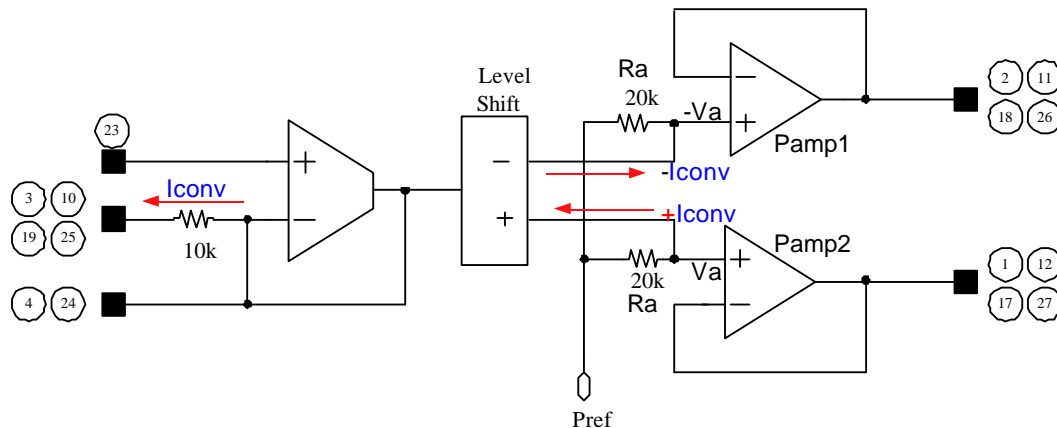 Level
Shift
23
+
3 10
Iconv
−
19 25
10k
4 24
−
+
Ra
20k
-Va
−
+
Pamp1
-Iconv
+Iconv
20k
Ra
Va
+
−
Pamp2
Pref
2 11
18 26
1 12
17 27